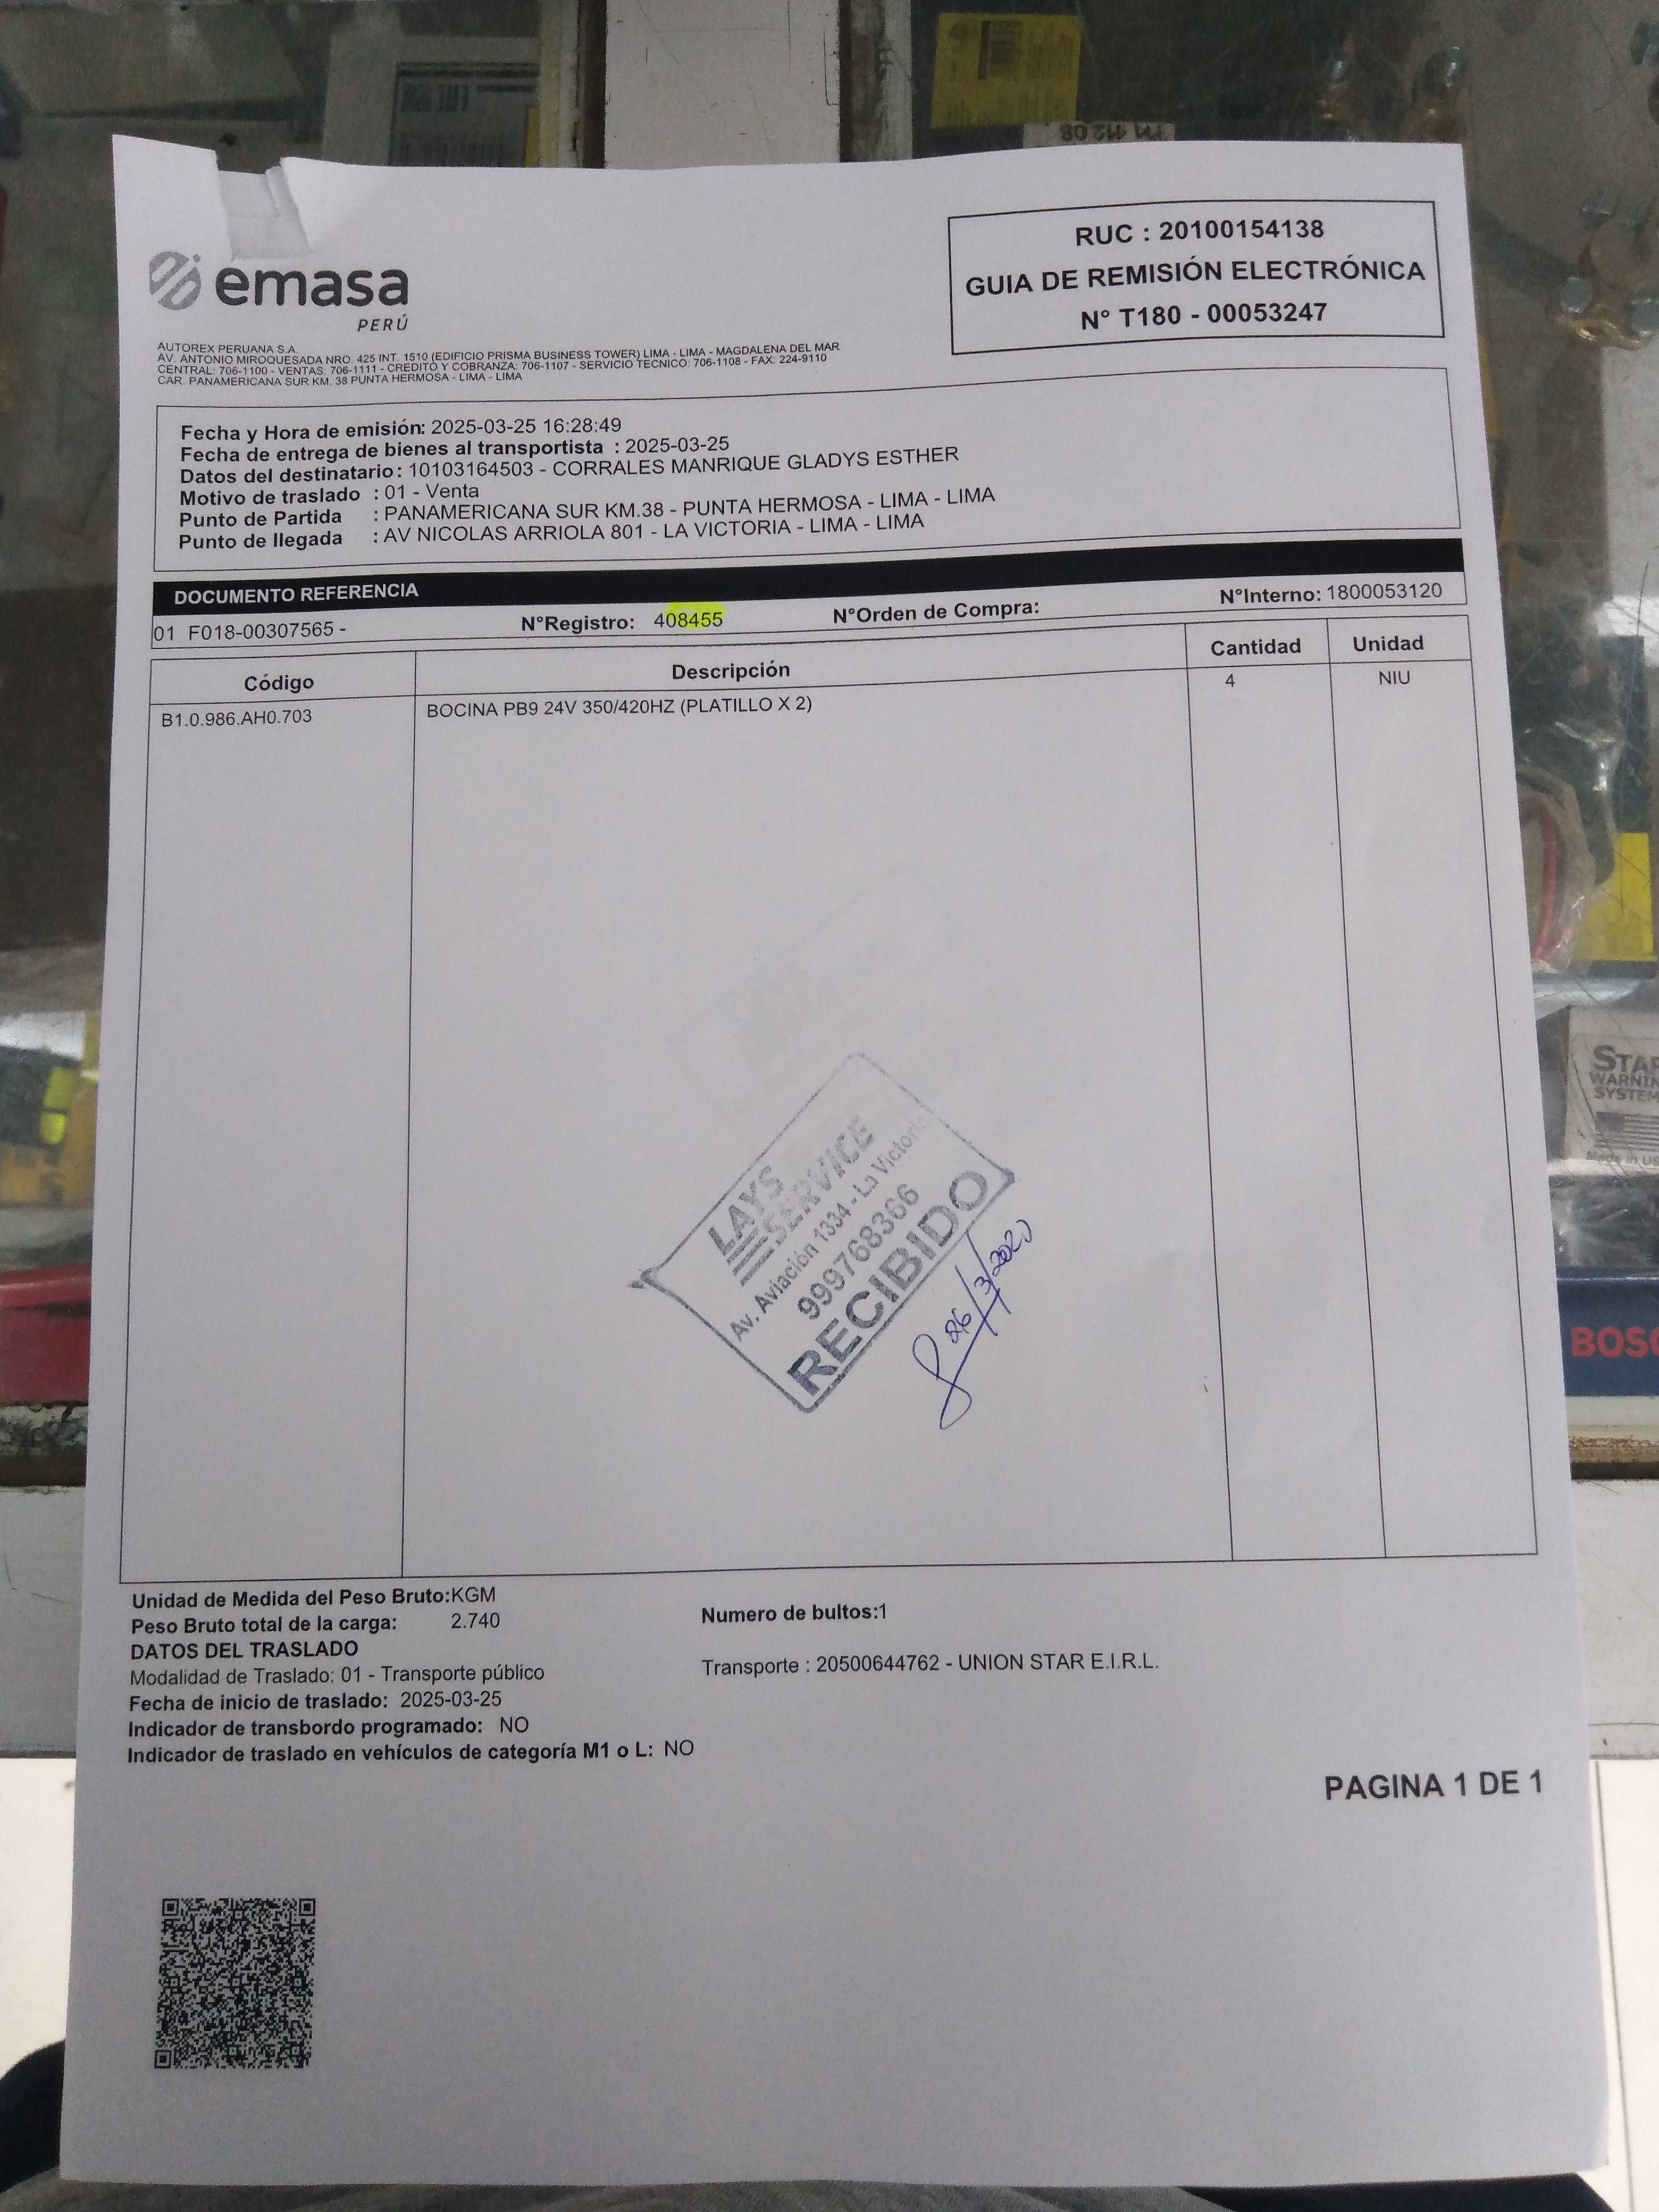 emasa
PERÚ
RUC : 20100154138
GUIA DE REMISIÓN ELECTRÓNICA
N° T180 - 00053247
AUTOREX PERUANA S.A.
AV. ANTONIO MIROQUESADA NRO. 425 INT. 1510 (EDIFICIO PRISMA BUSINESS TOWER) LIMA - LIMA - MAGDALENA DEL MAR
CENTRAL: 706-1100 - VENTAS: 706-1111 - CREDITO Y COBRANZA: 706-1107 - SERVICIO TECNICO: 706-1108 - FAX: 224-9110
CAR. PANAMERICANA SUR KM. 38 PUNTA HERMOSA - LIMA - LIMA
Fecha y Hora de emisión: 2025-03-25 16:28:49
Fecha de entrega de bienes al transportista : 2025-03-25
Datos del destinatario: 10103164503 - CORRALES MANRIQUE GLADYS ESTHER
Motivo de traslado : 01 - Venta
Punto de Partida : PANAMERICANA SUR KM.38 - PUNTA HERMOSA - LIMA - LIMA
Punto de llegada : AV NICOLAS ARRIOLA 801 - LA VICTORIA - LIMA - LIMA
DOCUMENTO REFERENCIA
01 F018-00307565 - N°Registro: 408455 N°Orden de Compra: N°Interno: 1800053120
Código Descripción Cantidad Unidad
B1.0.986.AH0.703 BOCINA PB9 24V 350/420HZ (PLATILLO X 2) 4 NIU
LAYS
SERVICE
Av. Aviación 1334 - La Victoria
999768366
RECIBIDO
Unidad de Medida del Peso Bruto:KGM
Peso Bruto total de la carga: 2.740
Numero de bultos:1
DATOS DEL TRASLADO
Modalidad de Traslado: 01 - Transporte público
Transporte : 20500644762 - UNION STAR E.I.R.L.
Fecha de inicio de traslado: 2025-03-25
Indicador de transbordo programado: NO
Indicador de traslado en vehículos de categoría M1 o L: NO
PAGINA 1 DE 1